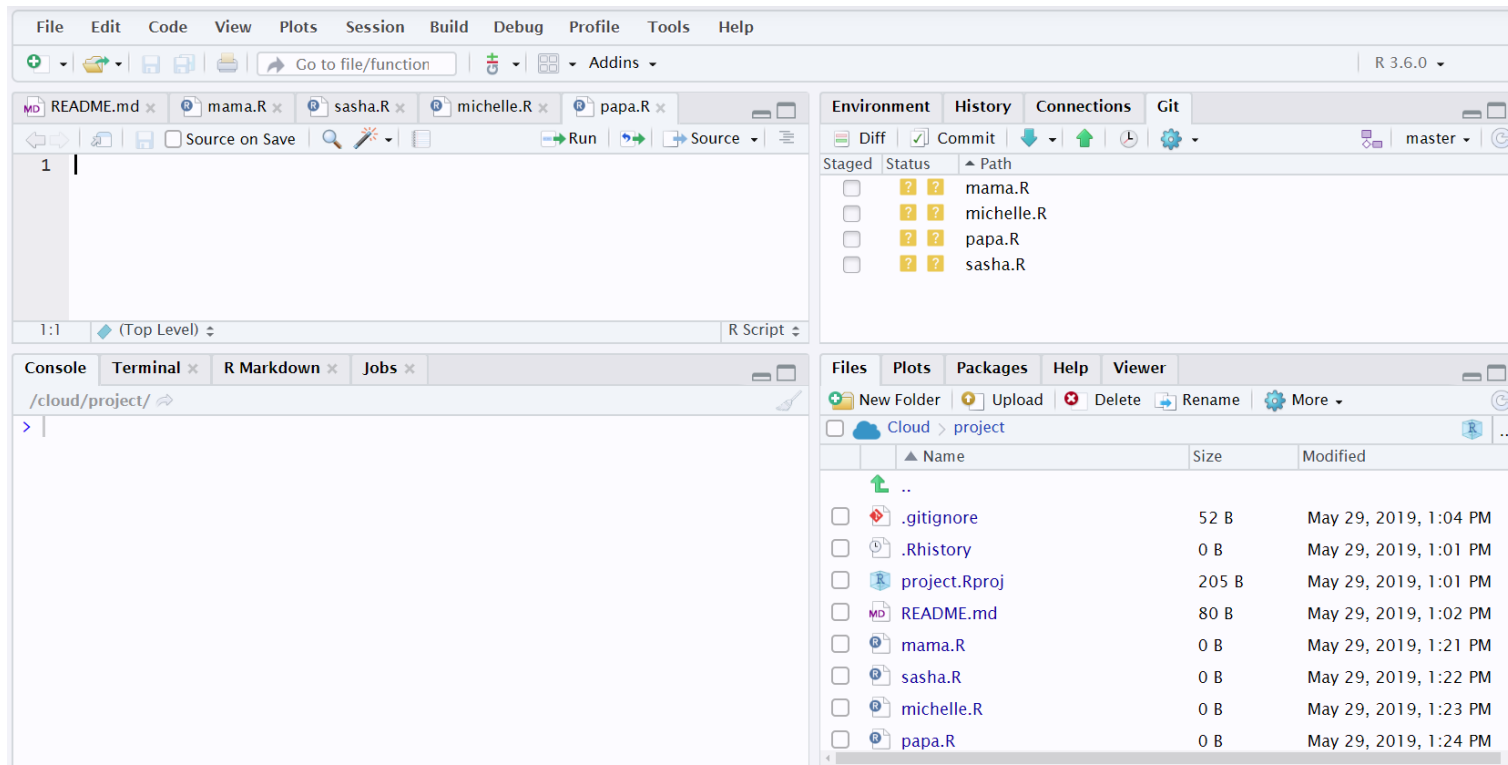 File Edit Code View Plots Session Build Debug Profile Tools Help
Go to file/function Addins R 3.6.0
README.md mama.R sasha.R michelle.R papa.R
Source on Save Run Source
1
1:1 (Top Level) R Script
Console Terminal R Markdown Jobs
/cloud/project/
>
Environment History Connections Git
Diff Commit master
Staged Status Path
? ? mama.R
? ? michelle.R
? ? papa.R
? ? sasha.R
Files Plots Packages Help Viewer
New Folder Upload Delete Rename More
Cloud project R ..
Name Size Modified
..
.gitignore 52 B May 29, 2019, 1:04 PM
.Rhistory 0 B May 29, 2019, 1:01 PM
R project.Rproj 205 B May 29, 2019, 1:01 PM
MD README.md 80 B May 29, 2019, 1:02 PM
R mama.R 0 B May 29, 2019, 1:21 PM
R sasha.R 0 B May 29, 2019, 1:22 PM
R michelle.R 0 B May 29, 2019, 1:23 PM
R papa.R 0 B May 29, 2019, 1:24 PM